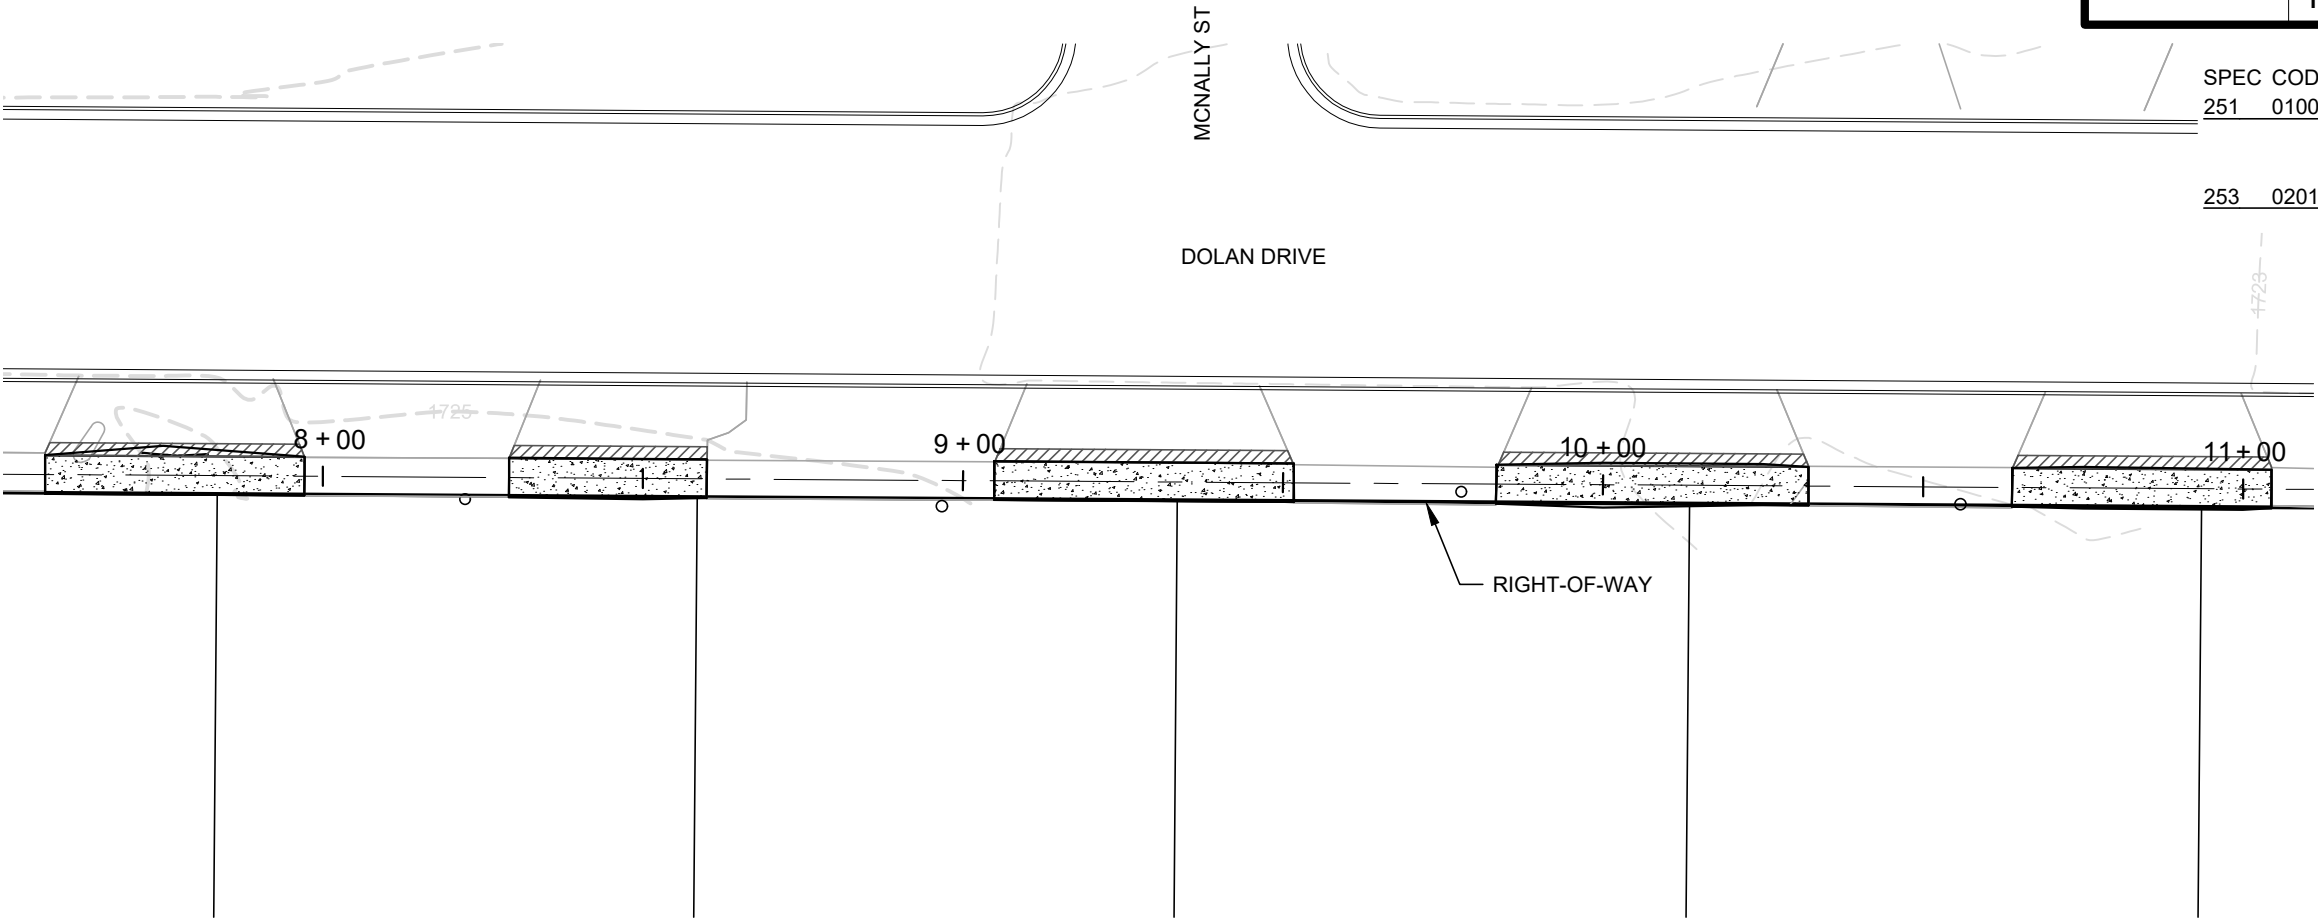 MCNALLY ST
SPEC COD
251 0100
253 0201
DOLAN DRIVE
1723
1725
8+00
9+00
10+00
11+00
RIGHT-OF-WAY